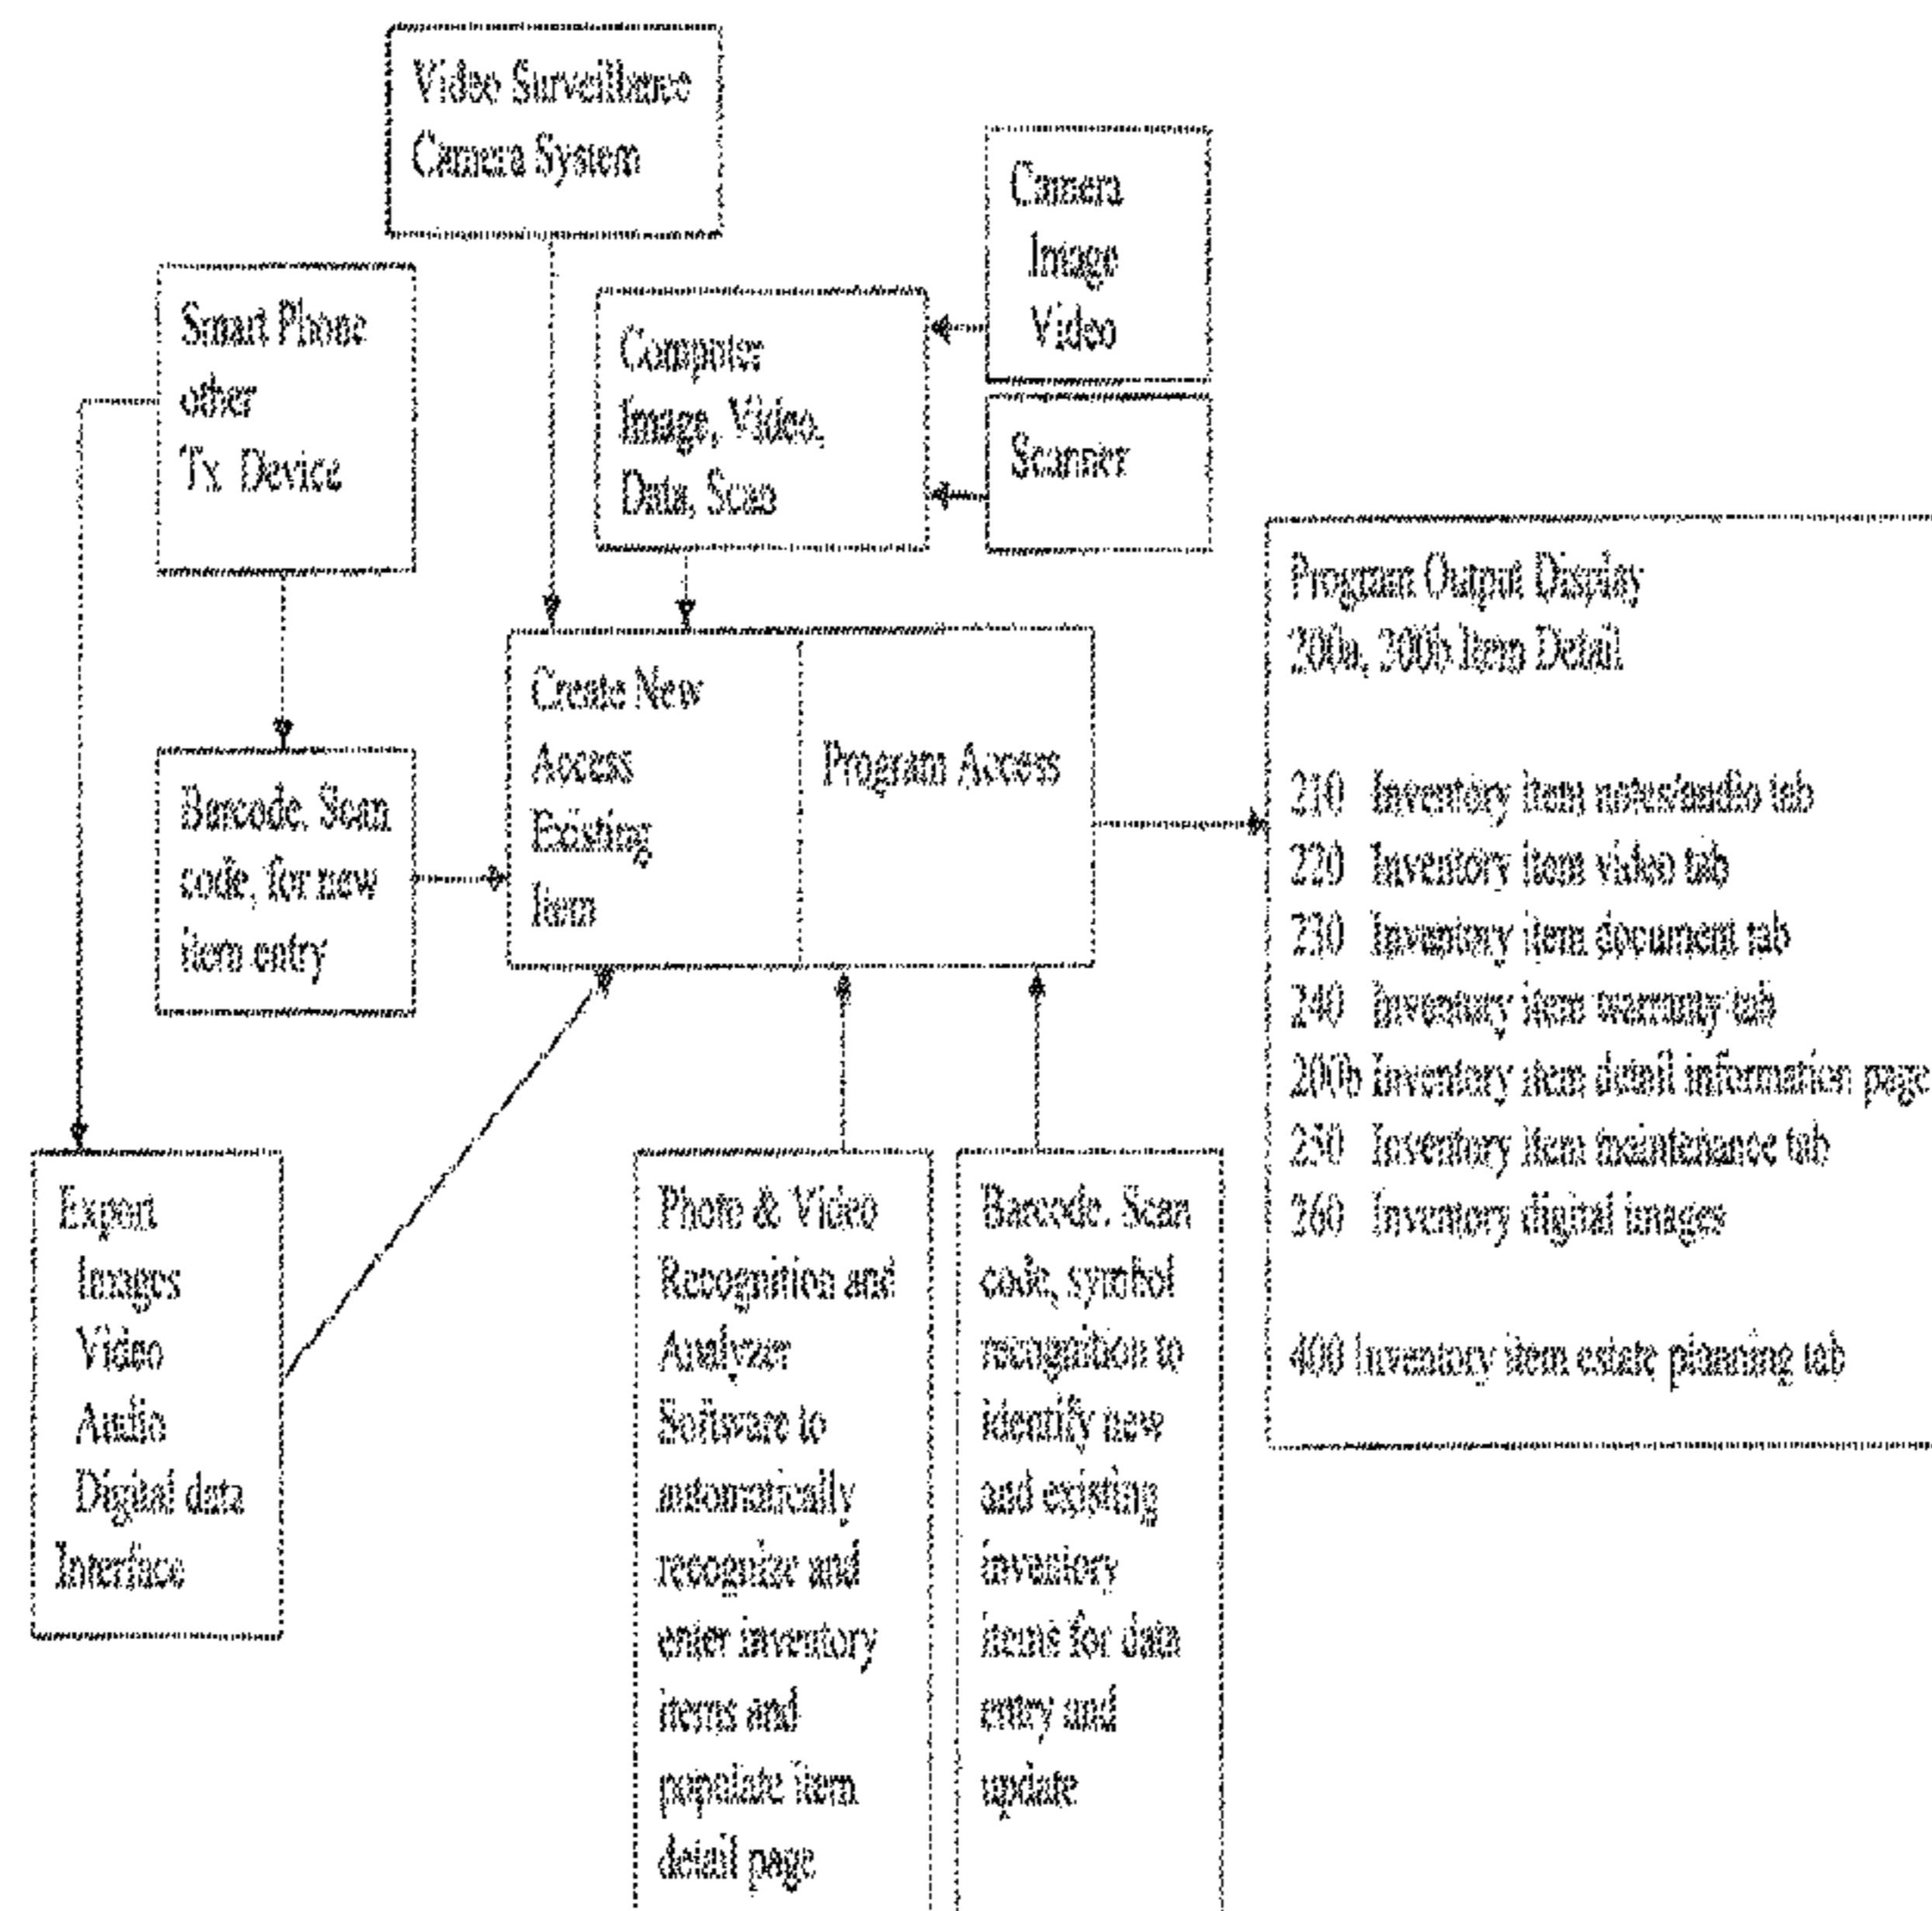 Video Surveillance
Camera System
Camera
Image
Video
Smart Phone
other
Tx Device
Computer
Image, Video,
Data, Scan
Scanner
Program Output Display
200a, 200b Item Detail
210 Inventory item notes/audio tab
220 Inventory item video tab
230 Inventory item document tab
240 Inventory item warranty tab
200b Inventory item detail information page
250 Inventory item maintenance tab
260 Inventory digital images
400 Inventory item estate planning tab
Create New
Access
Existing
Item
Program Access
Barcode, Scan
code, for new
item entry
Export
Images
Video
Audio
Digital data
Interface
Photo & Video
Recognition and
Analyzer
Software to
automatically
recognize and
enter inventory
items and
populate item
detail page
Barcode, Scan
code, symbol
recognition to
identify new
and existing
inventory
items for data
entry and
update